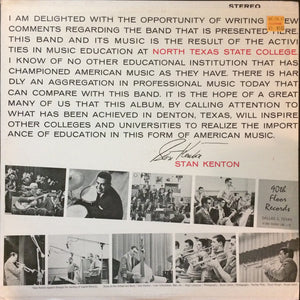 STEREO
I AM DELIGHTED WITH THE OPPORTUNITY OF WRITING
COMMENTS REGARDING THE BAND THAT IS PRESENTED HERE.
THIS BAND AND ITS MUSIC IS THE RESULT OF THE ACTIVI
TIES IN MUSIC EDUCATION AT NORTH TEXAS STATE COLLEGE.
I KNOW OF NO OTHER EDUCATIONAL INSTITUTION THAT HAS
CHAMPIONED AMERICAN MUSIC AS THEY HAVE. THERE IS HAR
DLY AN AGGREGATION IN PROFESSIONAL MUSIC TODAY THAT
CAN COMPARE WITH THIS BAND. IT IS THE HOPE OF A GREAT
MANY OF US THAT THIS ALBUM, BY CALLING ATTENTION TO
WHAT HAS BEEN ACHIEVED IN DENTON, TEXAS, WILL INSPIRE
OTHER COLLEGES AND UNIVERSITIES TO REALIZE THE IMPORT
ANCE OF EDUCATION IN THIS FORM OF AMERICAN MUSIC.
Stan Kenton
STAN KENTON
90th
Floor
Records
DALLAS 2, TEXAS